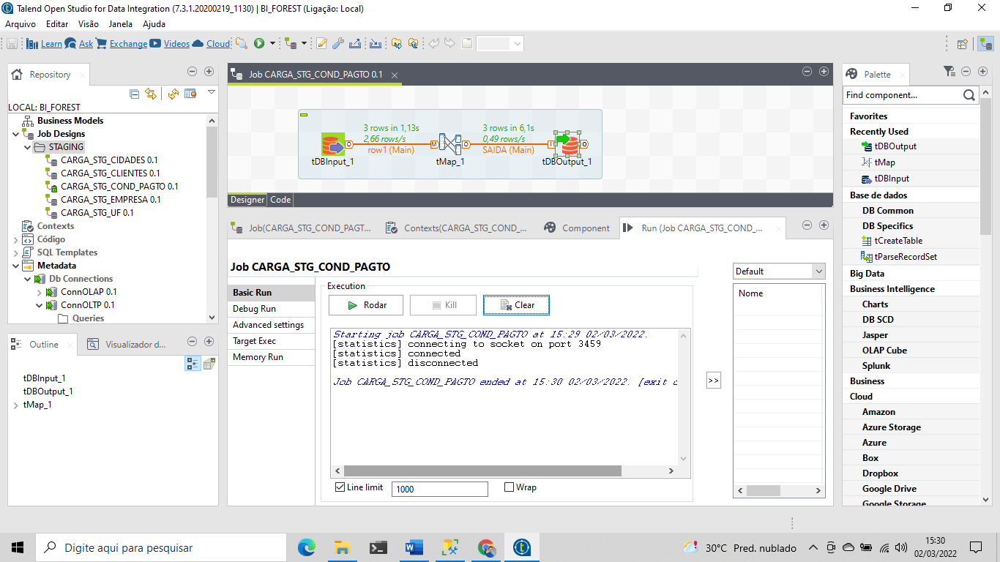 Talend Open Studio for Data Integration (7.3.1.20200219_1130) | BI_FOREST (Ligação: Local)
Arquivo Editar Visão Janela Ajuda
Learn Ask Exchange Videos Cloud
Repository
LOCAL: BI_FOREST
Business Models
Job Designs
STAGING
CARGA_STG_CIDADES 0.1
CARGA_STG_CLIENTES 0.1
CARGA_STG_COND_PAGTO 0.1
CARGA_STG_EMPRESA 0.1
CARGA_STG_UF 0.1
Contexts
Código
SQL Templates
Metadata
Db Connections
ConnOLAP 0.1
ConnOLTP 0.1
Queries
Outline Visualizador d...
tDBInput_1
tDBOutput_1
tMap_1
Job CARGA_STG_COND_PAGTO 0.1
3 rows in 1,13s 3 rows in 6,1s
2,66 rows/s 0,49 rows/s
row1 (Main) SAIDA (Main)
O M O I O
tDBInput_1 tMap_1 tDBOutput_1
Designer Code
Job(CARGA_STG_COND_PAGT... Contexts(CARGA_STG_COND_... Component Run (Job CARGA_STG_COND_...
Job CARGA_STG_COND_PAGTO
Basic Run
Debug Run
Advanced settings
Target Exec
Memory Run
Execution
Rodar Kill Clear
Starting job CARGA_STG_COND_PAGTO at 15:29 02/03/2022.
[statistics] connecting to socket on port 3459
[statistics] connected
[statistics] disconnected
Job CARGA_STG_COND_PAGTO ended at 15:30 02/03/2022. [exit c
Line limit 1000 Wrap
>>
Default
Nome
Palette
Find component...
Favorites
Recently Used
tDBOutput
tMap
tDBInput
Base de dados
DB Common
DB Specifics
tCreateTable
tParseRecordSet
Big Data
Business Intelligence
Charts
DB SCD
Jasper
OLAP Cube
Splunk
Business
Cloud
Amazon
Azure Storage
Azure
Box
Dropbox
Google Drive
Google Storage
Digite aqui para pesquisar
30°C Pred. nublado
15:30
02/03/2022